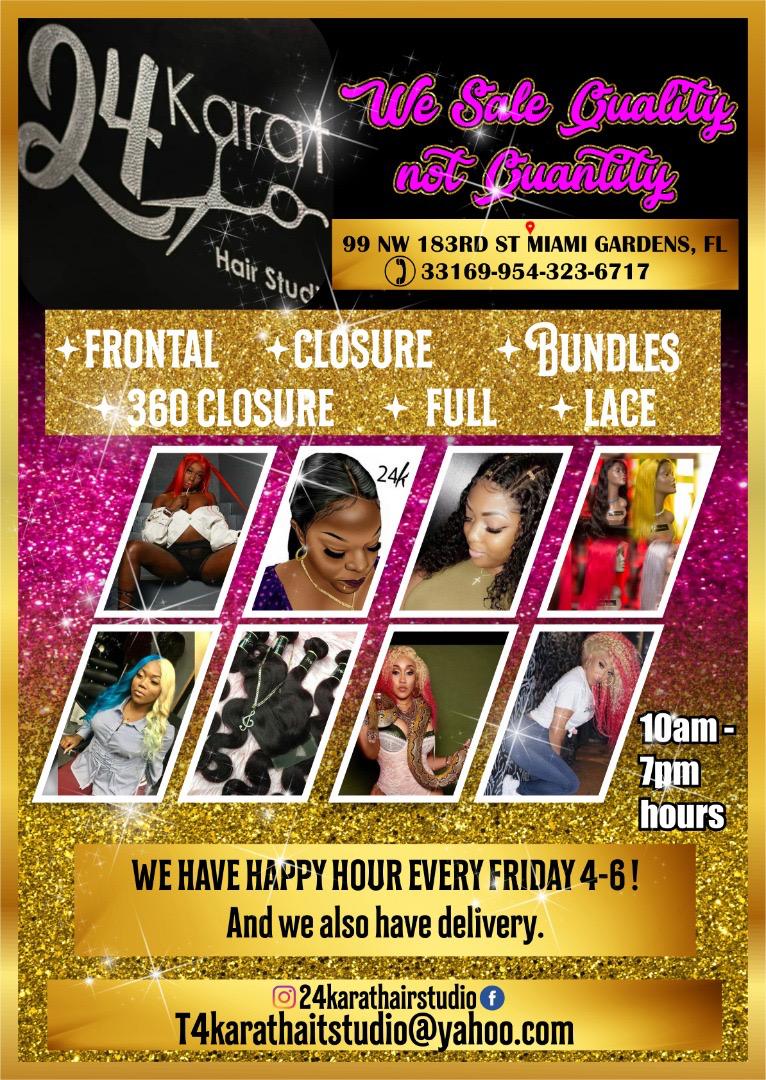 24 Karat
Hair Studi
We Sale Quality
not Quantity
99 NW 183RD ST MIAMI GARDENS, FL
33169-954-323-6717
FRONTAL CLOSURE BUNDLES
360 CLOSURE FULL LACE
24k
10am -
7pm
hours
WE HAVE HAPPY HOUR EVERY FRIDAY 4-6!
And we also have delivery.
24karathairstudio
T4karathaitstudio@yahoo.com